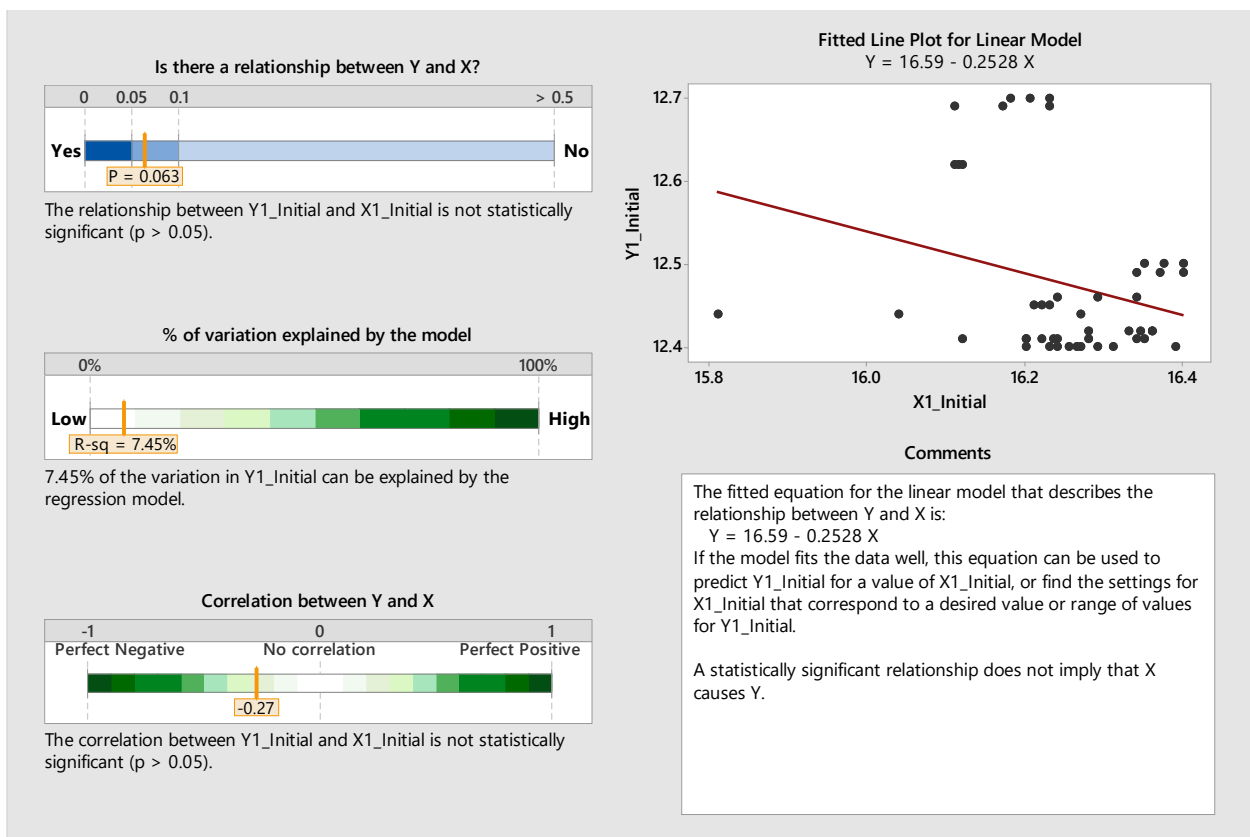 Is there a relationship between Y and X?
0 0.05 0.1 > 0.5
Yes No
P = 0.063
The relationship between Y1_Initial and X1_Initial is not statistically
significant (p > 0.05).
% of variation explained by the model
0% 100%
Low High
R-sq = 7.45%
7.45% of the variation in Y1_Initial can be explained by the
regression model.
Correlation between Y and X
-1 0 1
Perfect Negative No correlation Perfect Positive
-0.27
The correlation between Y1_Initial and X1_Initial is not statistically
significant (p > 0.05).
Fitted Line Plot for Linear Model
Y = 16.59 - 0.2528 X
12.7
12.6
12.5
12.4
Y1_Initial
15.8 16.0 16.2 16.4
X1_Initial
Comments
The fitted equation for the linear model that describes the
relationship between Y and X is:
Y = 16.59 - 0.2528 X
If the model fits the data well, this equation can be used to
predict Y1_Initial for a value of X1_Initial, or find the settings for
X1_Initial that correspond to a desired value or range of values
for Y1_Initial.
A statistically significant relationship does not imply that X
causes Y.